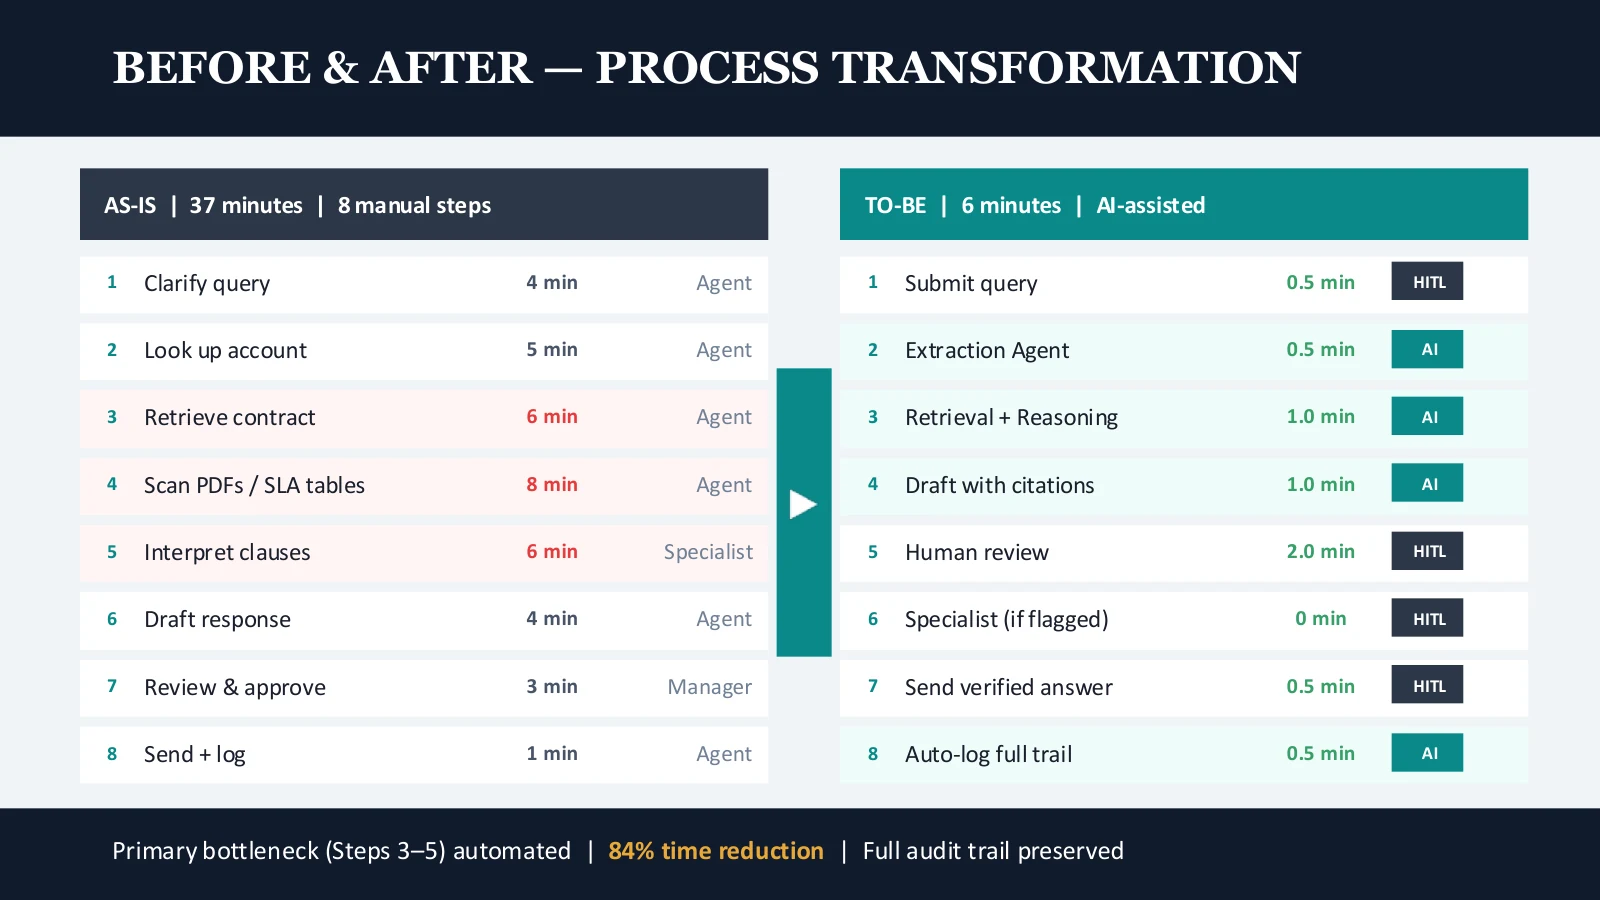 BEFORE & AFTER — PROCESS TRANSFORMATION
AS-IS | 37 minutes | 8 manual steps
1 Clarify query 4 min Agent
2 Look up account 5 min Agent
3 Retrieve contract 6 min Agent
4 Scan PDFs / SLA tables 8 min Agent
5 Interpret clauses 6 min Specialist
6 Draft response 4 min Agent
7 Review & approve 3 min Manager
8 Send + log 1 min Agent
TO-BE | 6 minutes | AI-assisted
1 Submit query 0.5 min HITL
2 Extraction Agent 0.5 min AI
3 Retrieval + Reasoning 1.0 min AI
4 Draft with citations 1.0 min AI
5 Human review 2.0 min HITL
6 Specialist (if flagged) 0 min HITL
7 Send verified answer 0.5 min HITL
8 Auto-log full trail 0.5 min AI
Primary bottleneck (Steps 3–5) automated | 84% time reduction | Full audit trail preserved